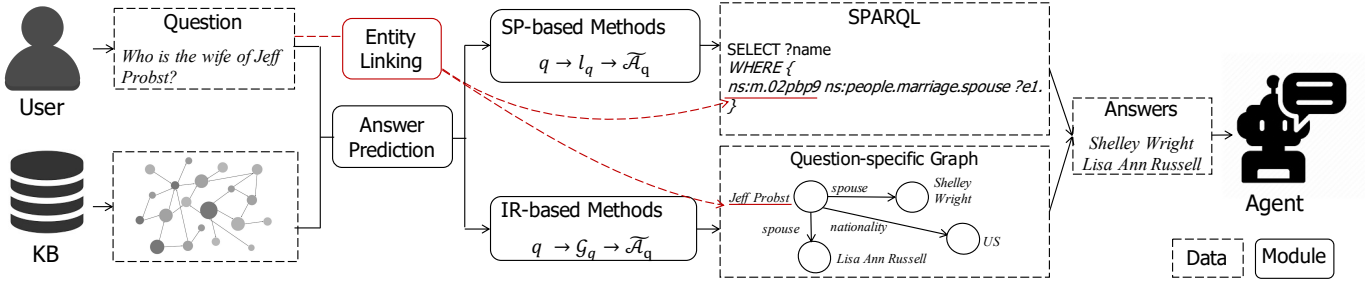 User
Question
Who is the wife of Jeff
Probst?
KB
Entity
Linking
Answer
Prediction
SP-based Methods
q → l_q → 𝒜̃_q
IR-based Methods
q → 𝒢_q → 𝒜̃_q
SPARQL
SELECT ?name
WHERE {
ns:m.02pbp9 ns:people.marriage.spouse ?e1.
}
Question-specific Graph
Jeff Probst
spouse
Shelley
Wright
spouse
nationality
US
Lisa Ann Russell
Answers
Shelley Wright
Lisa Ann Russell
Agent
Data
Module